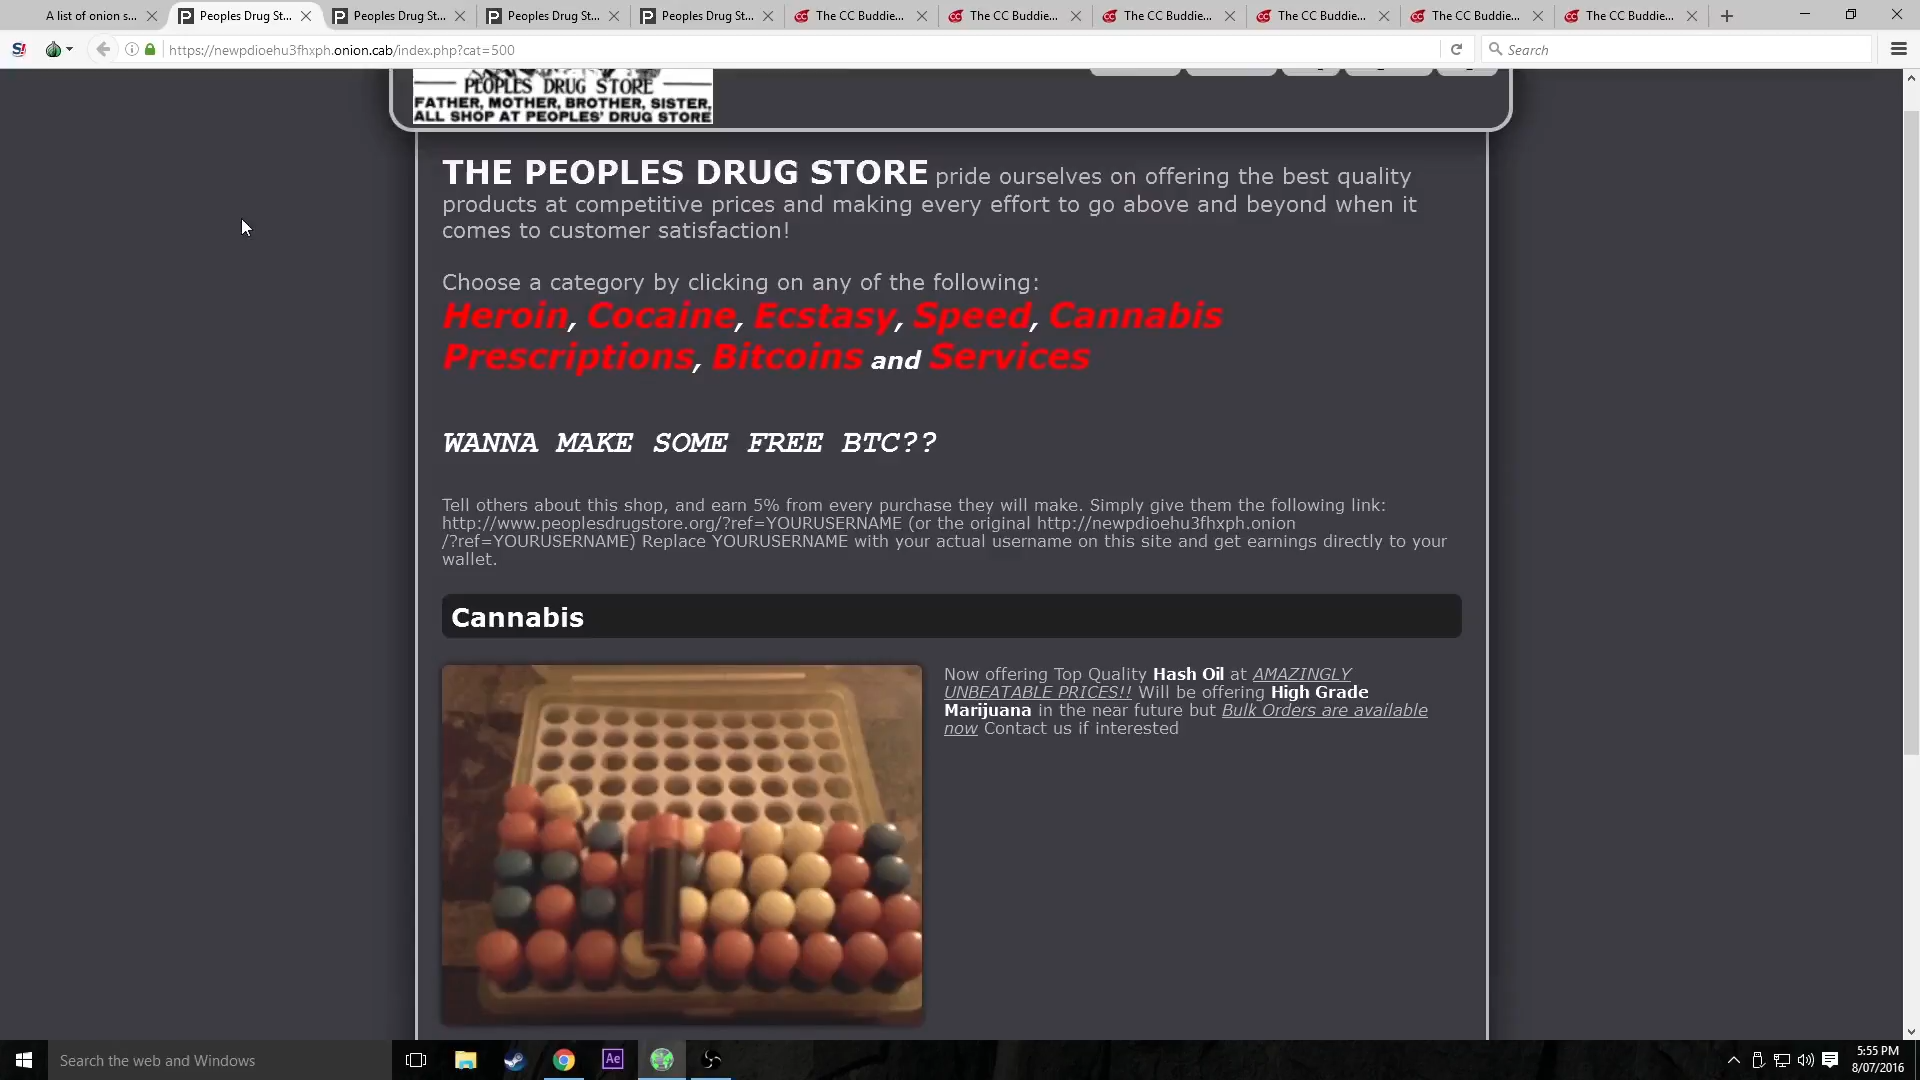 A list of onion s...
Peoples Drug St...
Peoples Drug St...
Peoples Drug St...
Peoples Drug St...
The CC Buddie...
The CC Buddie...
The CC Buddie...
The CC Buddie...
The CC Buddie...
The CC Buddie...
https://newpdioehu3fhxph.onion.cab/index.php?cat=500
Search
PEOPLES DRUG STORE
FATHER, MOTHER, BROTHER, SISTER,
ALL SHOP AT PEOPLES' DRUG STORE
THE PEOPLES DRUG STORE pride ourselves on offering the best quality
products at competitive prices and making every effort to go above and beyond when it
comes to customer satisfaction!
Choose a category by clicking on any of the following:
Heroin, Cocaine, Ecstasy, Speed, Cannabis
Prescriptions, Bitcoins and Services
WANNA MAKE SOME FREE BTC??
Tell others about this shop, and earn 5% from every purchase they will make. Simply give them the following link:
http://www.peoplesdrugstore.org/?ref=YOURUSERNAME (or the original http://newpdioehu3fhxph.onion
/?ref=YOURUSERNAME) Replace YOURUSERNAME with your actual username on this site and get earnings directly to your
wallet.
Cannabis
Now offering Top Quality Hash Oil at AMAZINGLY
UNBEATABLE PRICES!! Will be offering High Grade
Marijuana in the near future but Bulk Orders are available
now Contact us if interested
Search the web and Windows
Ae
5:55 PM
8/07/2016